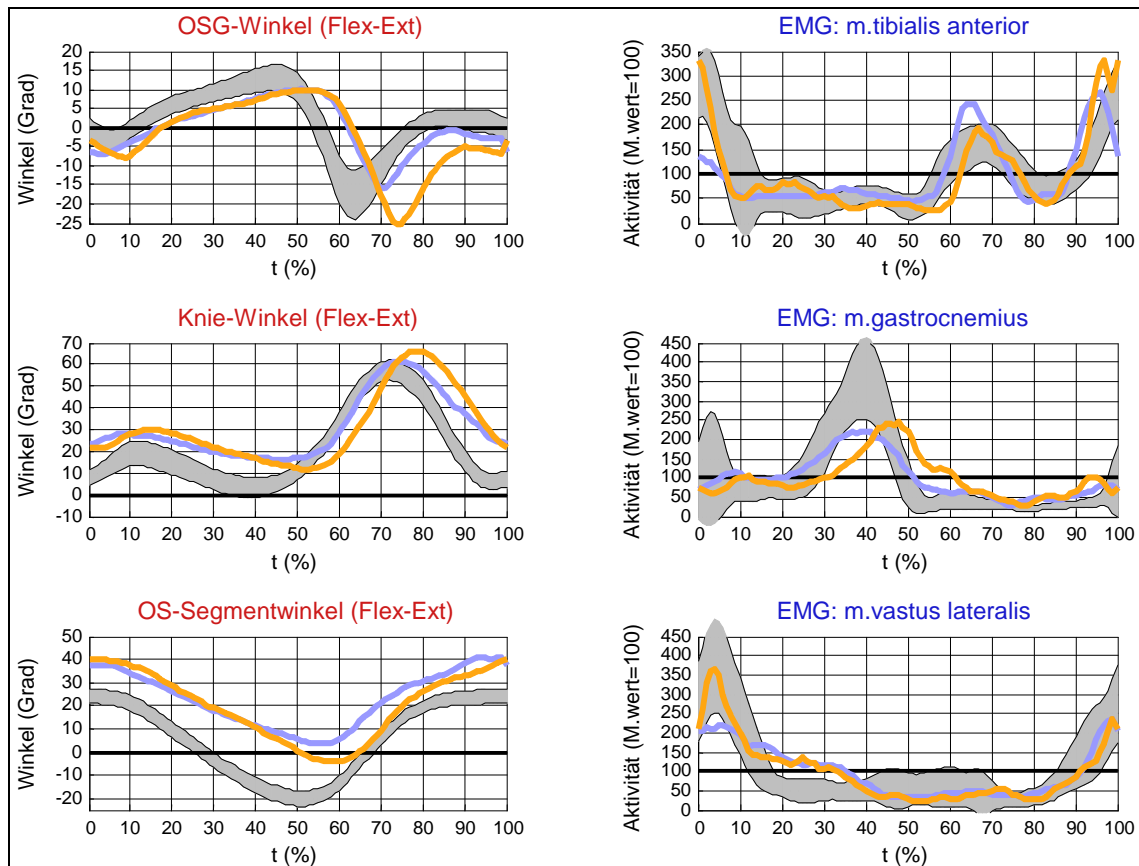 OSG-Winkel (Flex-Ext)
Winkel (Grad)
20
15
10
5
0
-5
-10
-15
-20
-25
0 10 20 30 40 50 60 70 80 90 100
t (%)
EMG: m.tibialis anterior
Aktivität (M.wert=100)
350
300
250
200
150
100
50
0
0 10 20 30 40 50 60 70 80 90 100
t (%)
Knie-Winkel (Flex-Ext)
Winkel (Grad)
70
60
50
40
30
20
10
0
-10
0 10 20 30 40 50 60 70 80 90 100
t (%)
EMG: m.gastrocnemius
Aktivität (M.wert=100)
450
400
350
300
250
200
150
100
50
0
0 10 20 30 40 50 60 70 80 90 100
t (%)
OS-Segmentwinkel (Flex-Ext)
Winkel (Grad)
50
40
30
20
10
0
-10
-20
0 10 20 30 40 50 60 70 80 90 100
t (%)
EMG: m.vastus lateralis
Aktivität (M.wert=100)
450
400
350
300
250
200
150
100
50
0
0 10 20 30 40 50 60 70 80 90 100
t (%)